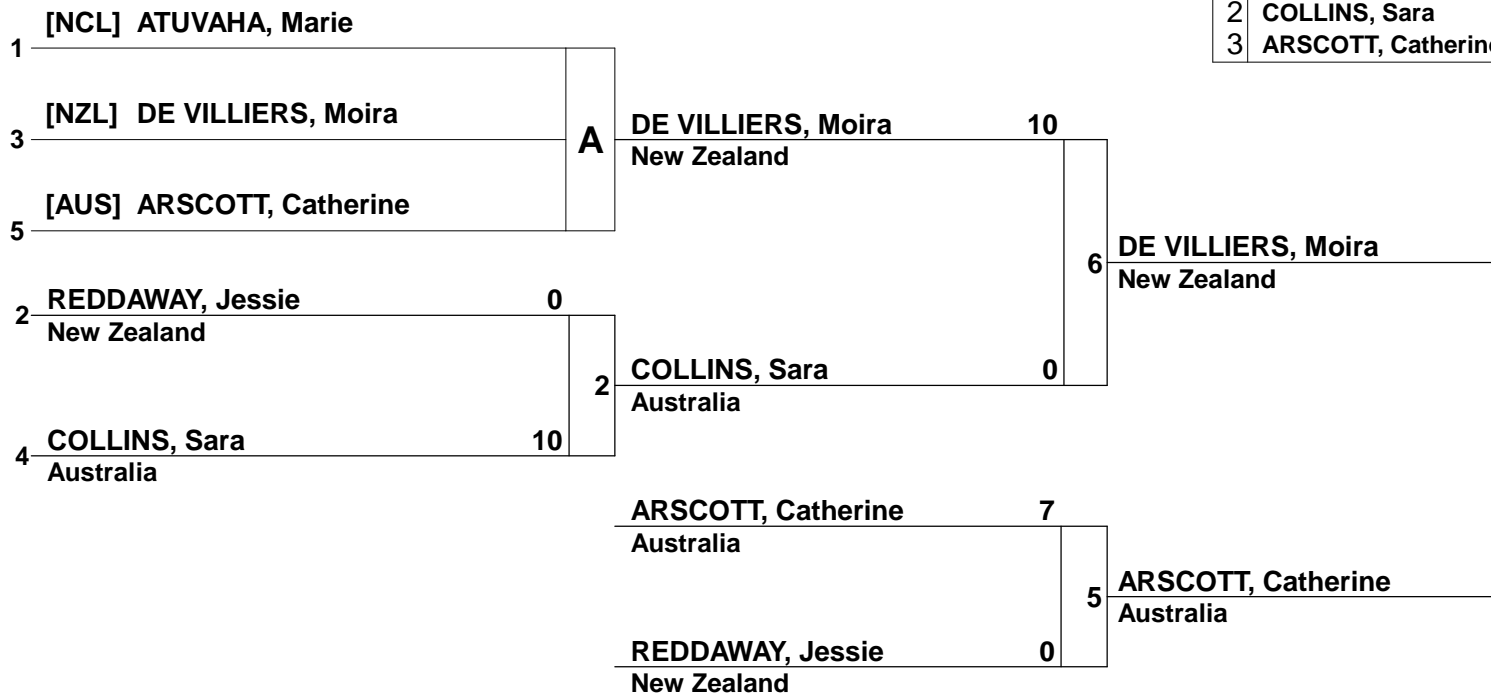 2 COLLINS, Sara
3 ARSCOTT, Catherine
[NCL] ATUVAHA, Marie
1
[NZL] DE VILLIERS, Moira
3
A
DE VILLIERS, Moira 10
New Zealand
[AUS] ARSCOTT, Catherine
5
DE VILLIERS, Moira
6
New Zealand
REDDAWAY, Jessie 0
2
New Zealand
COLLINS, Sara 0
2
Australia
COLLINS, Sara 10
4
Australia
ARSCOTT, Catherine 7
Australia
ARSCOTT, Catherine
5
Australia
REDDAWAY, Jessie 0
New Zealand